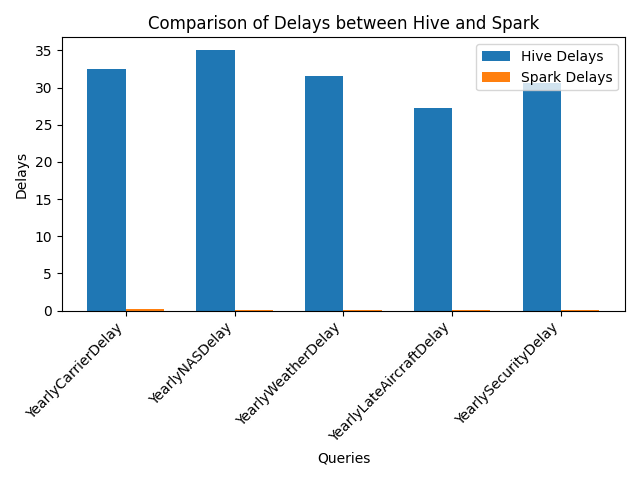 Comparison of Delays between Hive and Spark
Hive Delays
Spark Delays
Delays
35
30
25
20
15
10
5
0
YearlyCarrierDelay
YearlyNASDelay
YearlyWeatherDelay
YearlyLateAircraftDelay
YearlySecurityDelay
Queries